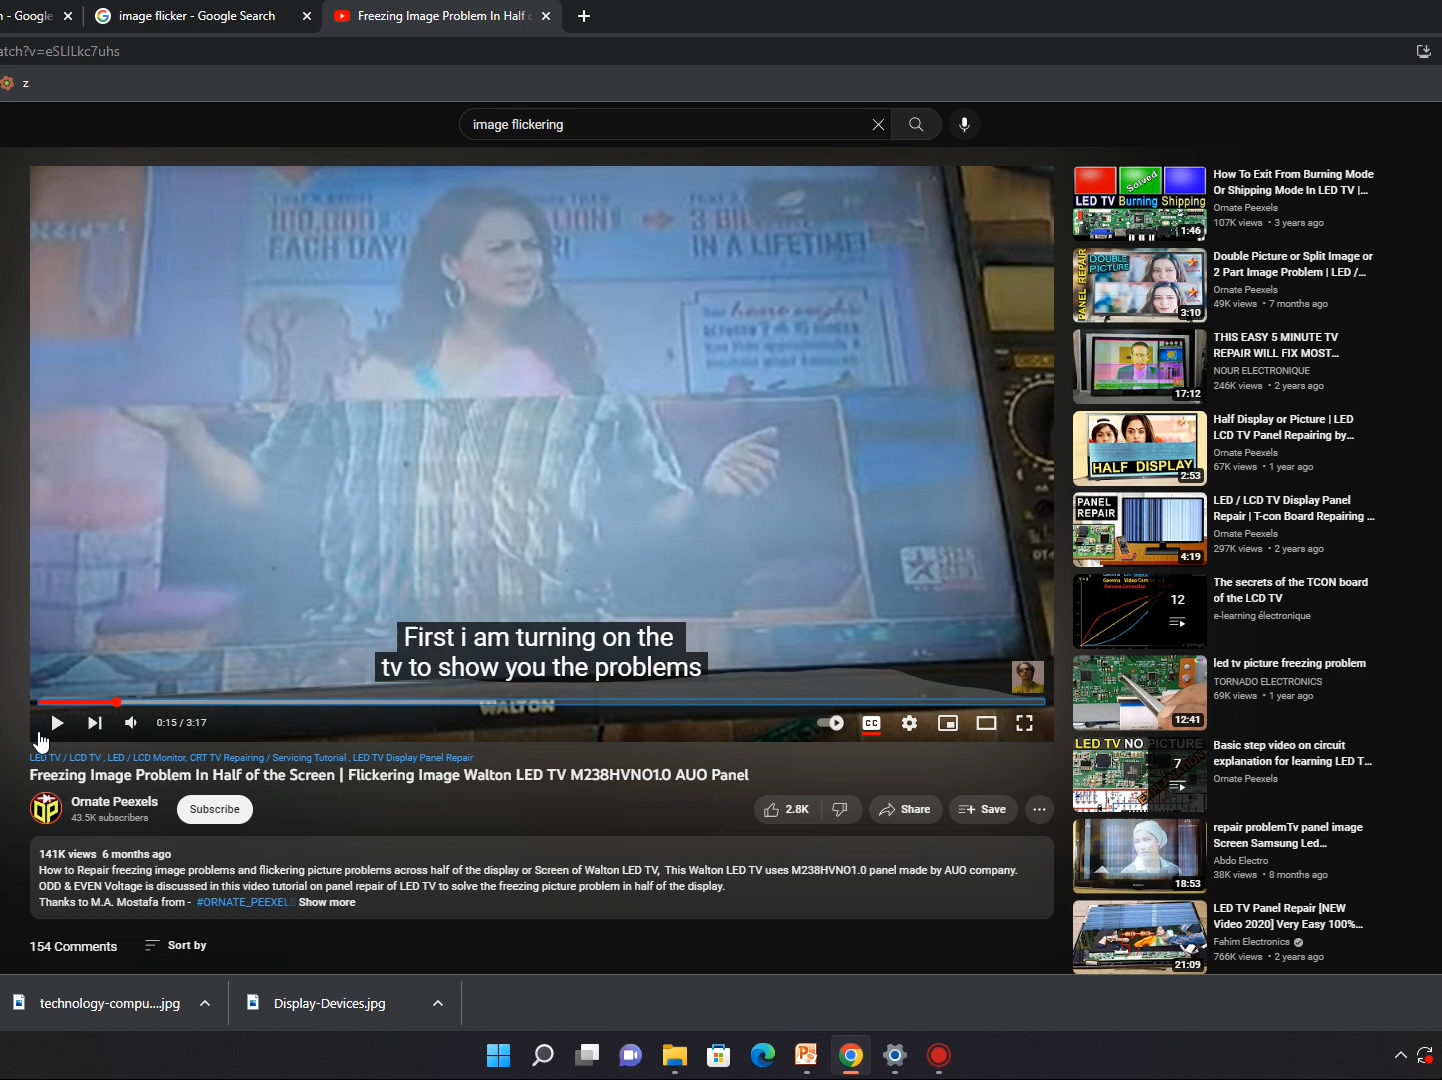 - Google
image flicker - Google Search
Freezing Image Problem In Half
atch?v=eSLlLkc7uhs
z
image flickering
100,000
EACH DAY
3 B
IN A LIFETIME!
First i am turning on the
tv to show you the problems
WALTON
0:15 / 3:17
CC
LED TV / LCD TV , LED / LCD Monitor, CRT TV Repairing / Servicing Tutorial , LED TV Display Panel Repair
Freezing Image Problem In Half of the Screen | Flickering Image Walton LED TV M238HVNO1.0 AUO Panel
OP
Ornate Peexels
43.5K subscribers
Subscribe
2.8K
Share
Save
141K views 6 months ago
How to Repair freezing image problems and flickering picture problems across half of the display or Screen of Walton LED TV, This Walton LED TV uses M238HVNO1.0 panel made by AUO company.
ODD & EVEN Voltage is discussed in this video tutorial on panel repair of LED TV to solve the freezing picture problem in half of the display.
Thanks to M.A. Mostafa from - #ORNATE_PEEXELS Show more
154 Comments
Sort by
Solved
LED TV Burning Shipping
1:46
How To Exit From Burning Mode
Or Shipping Mode In LED TV |...
Ornate Peexels
107K views • 3 years ago
PANEL REPAIR
DOUBLE
PICTURE
3:10
Double Picture or Split Image or
2 Part Image Problem | LED /...
Ornate Peexels
49K views • 7 months ago
17:12
THIS EASY 5 MINUTE TV
REPAIR WILL FIX MOST...
NOUR ELECTRONIQUE
246K views • 2 years ago
HALF DISPLAY
2:53
Half Display or Picture | LED
LCD TV Panel Repairing by...
Ornate Peexels
67K views • 1 year ago
PANEL
REPAIR
4:19
LED / LCD TV Display Panel
Repair | T-con Board Repairing ...
Ornate Peexels
297K views • 2 years ago
12
The secrets of the TCON board
of the LCD TV
e-learning électronique
12:41
led tv picture freezing problem
TORNADO ELECTRONICS
69K views • 1 year ago
LED TV NO PICTURE
EXPLANATION
7
Basic step video on circuit
explanation for learning LED T...
Ornate Peexels
18:53
repair problemTv panel image
Screen Samsung Led...
Abdo Electro
38K views • 8 months ago
21:09
LED TV Panel Repair [NEW
Video 2020] Very Easy 100%...
Fahim Electronics
766K views • 2 years ago
technology-compu....jpg
Display-Devices.jpg